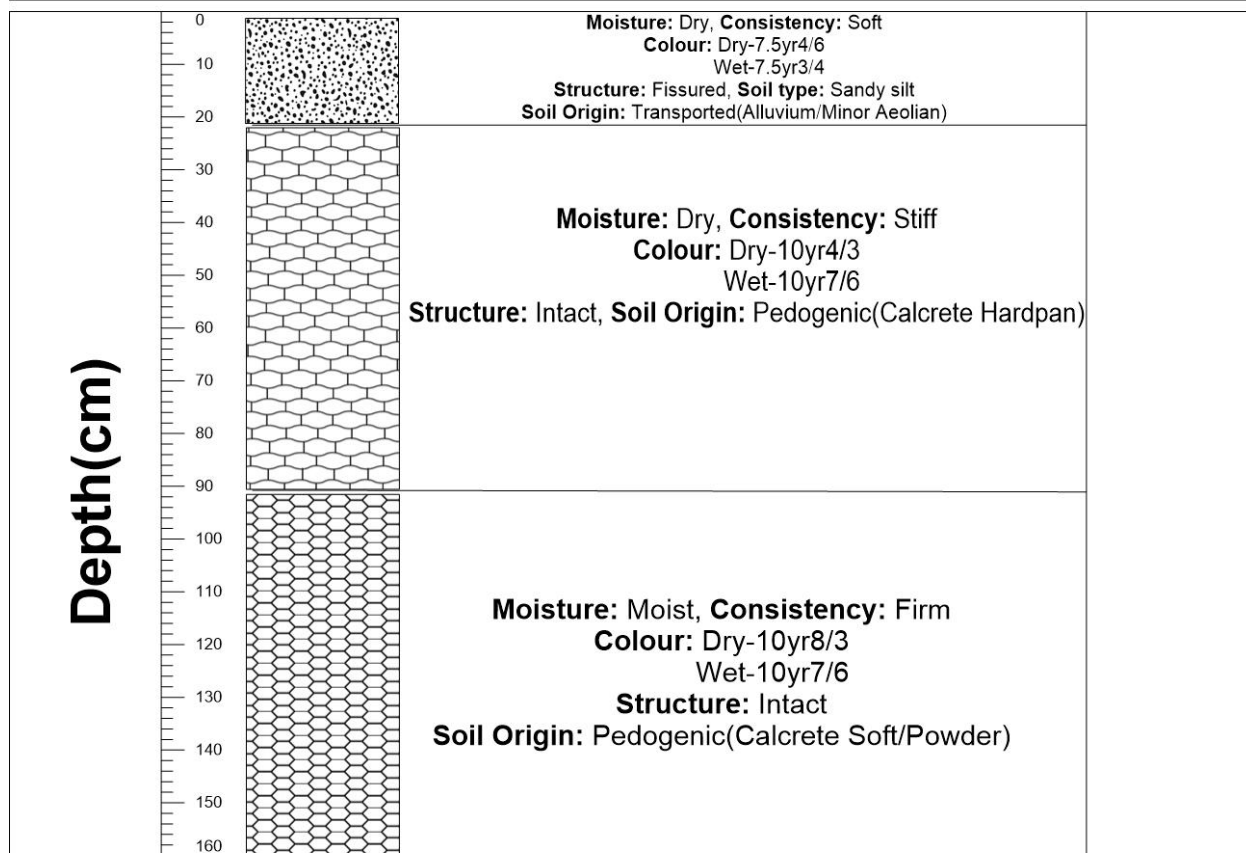 Depth(cm)
0
10
20
30
40
50
60
70
80
90
100
110
120
130
140
150
160
Moisture: Dry, Consistency: Soft
Colour: Dry-7.5yr4/6
Wet-7.5yr3/4
Structure: Fissured, Soil type: Sandy silt
Soil Origin: Transported(Alluvium/Minor Aeolian)
Moisture: Dry, Consistency: Stiff
Colour: Dry-10yr4/3
Wet-10yr7/6
Structure: Intact, Soil Origin: Pedogenic(Calcrete Hardpan)
Moisture: Moist, Consistency: Firm
Colour: Dry-10yr8/3
Wet-10yr7/6
Structure: Intact
Soil Origin: Pedogenic(Calcrete Soft/Powder)